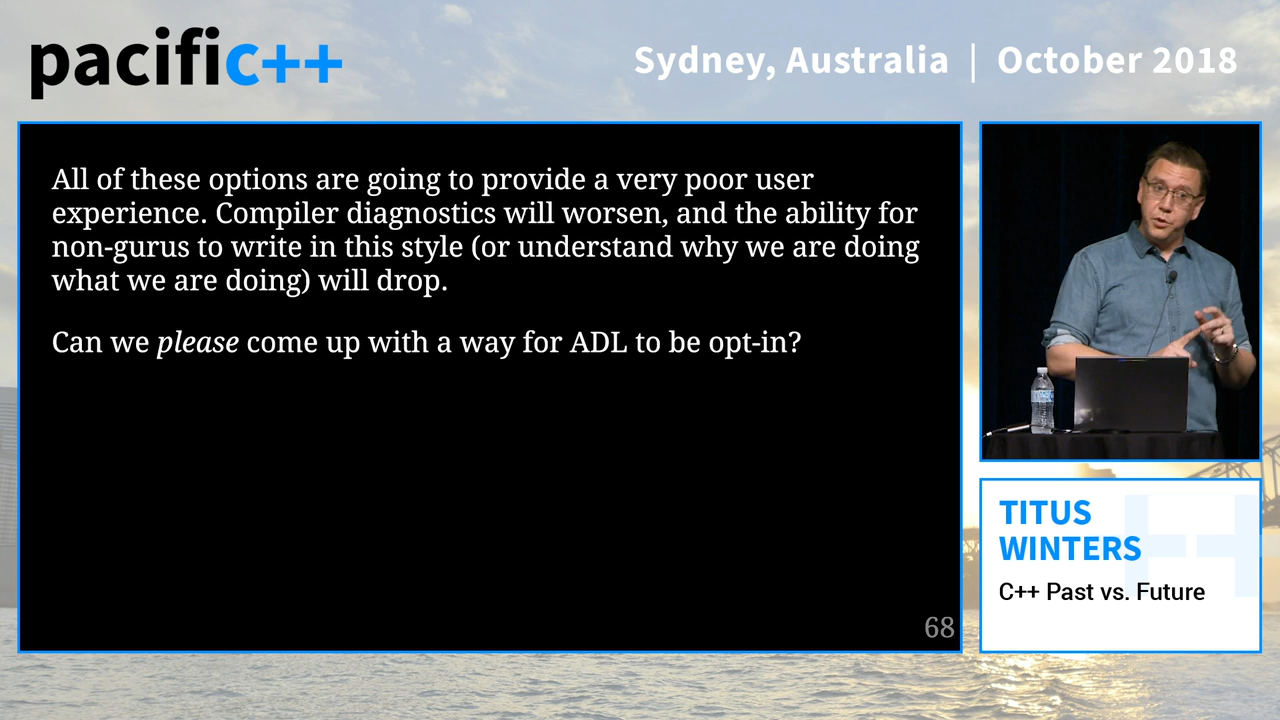 pacific++
Sydney, Australia | October 2018
All of these options are going to provide a very poor user
experience. Compiler diagnostics will worsen, and the ability for
non-gurus to write in this style (or understand why we are doing
what we are doing) will drop.
Can we please come up with a way for ADL to be opt-in?
68
TITUS
WINTERS
C++ Past vs. Future